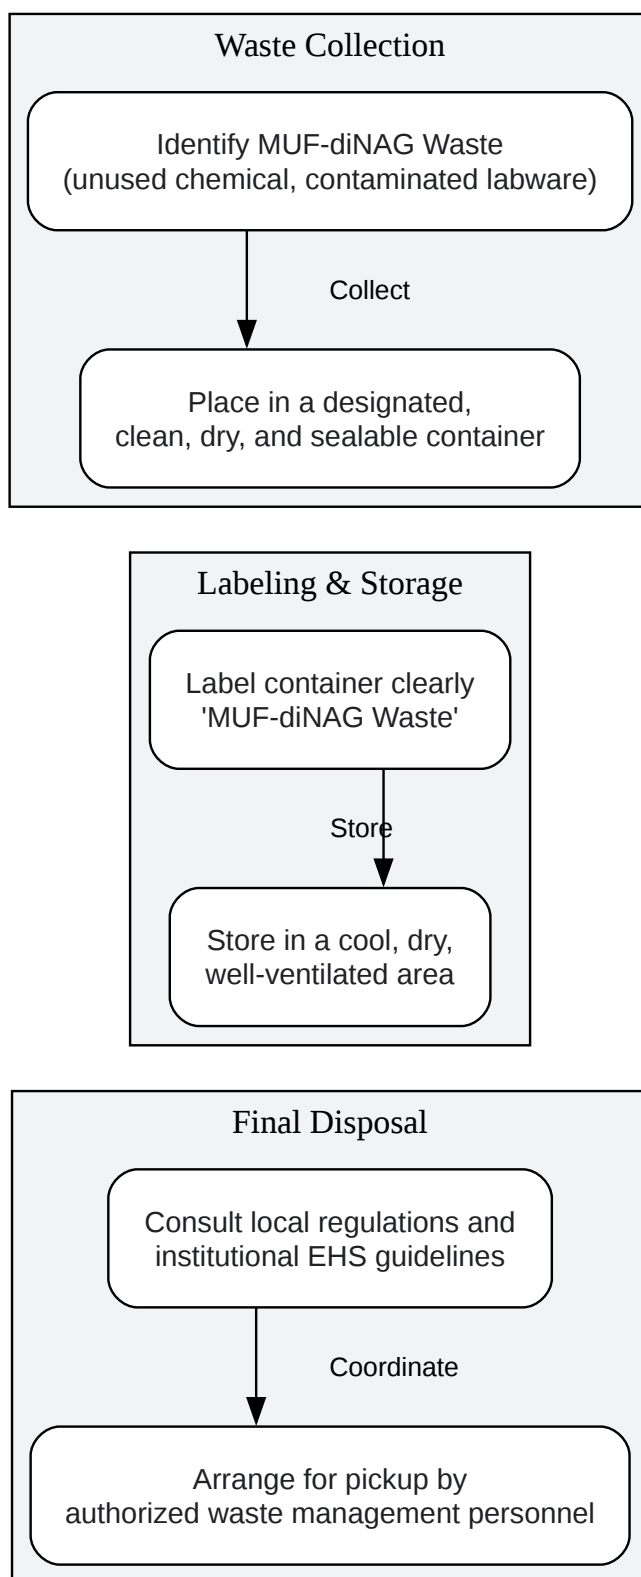 Waste Collection
Identify MUF-diNAG Waste
(unused chemical, contaminated labware)
Collect
Place in a designated,
clean, dry, and sealable container
Labeling & Storage
Label container clearly
'MUF-diNAG Waste'
Store
Store in a cool, dry,
well-ventilated area
Final Disposal
Consult local regulations and
institutional EHS guidelines
Coordinate
Arrange for pickup by
authorized waste management personnel